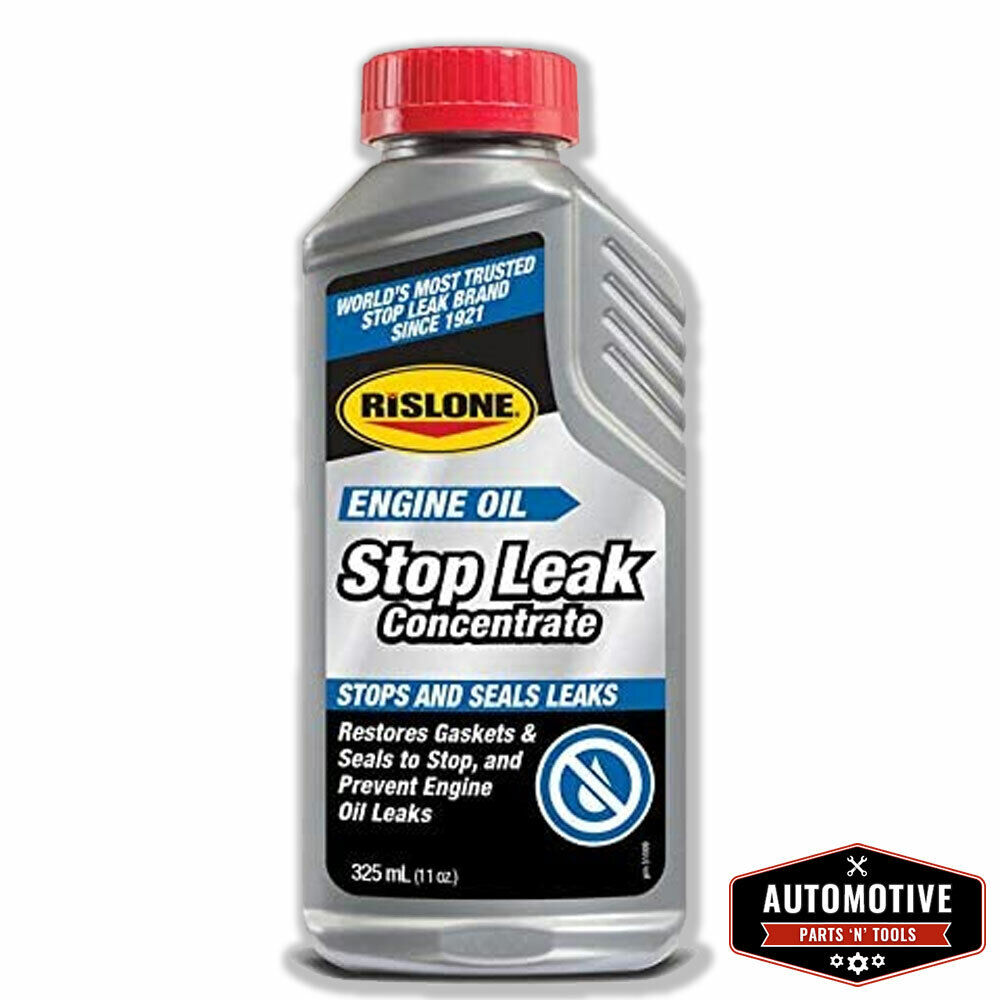 WORLD'S MOST TRUSTED
STOP LEAK BRAND
SINCE 1921
RiSLONE®
ENGINE OIL
Stop Leak
Concentrate
STOPS AND SEALS LEAKS
Restores Gaskets &
Seals to Stop, and
Prevent Engine
Oil Leaks
325 mL (11 oz.)
AUTOMOTIVE
PARTS 'N' TOOLS